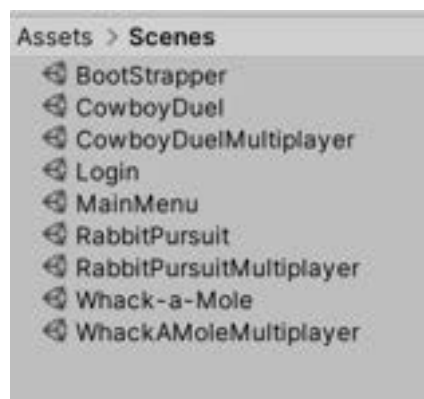 Assets > Scenes
BootStrapper
CowboyDuel
CowboyDuelMultiplayer
Login
MainMenu
RabbitPursuit
RabbitPursuitMultiplayer
Whack-a-Mole
WhackAMoleMultiplayer